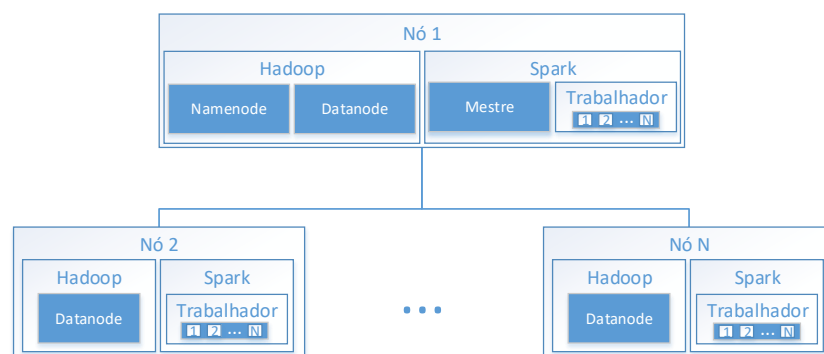 Nó 1
Hadoop
Spark
Namenode
Datanode
Mestre
Trabalhador
1 2 ... N
Nó 2
Hadoop
Spark
Datanode
Trabalhador
1 2 ... N
...
Nó N
Hadoop
Spark
Datanode
Trabalhador
1 2 ... N